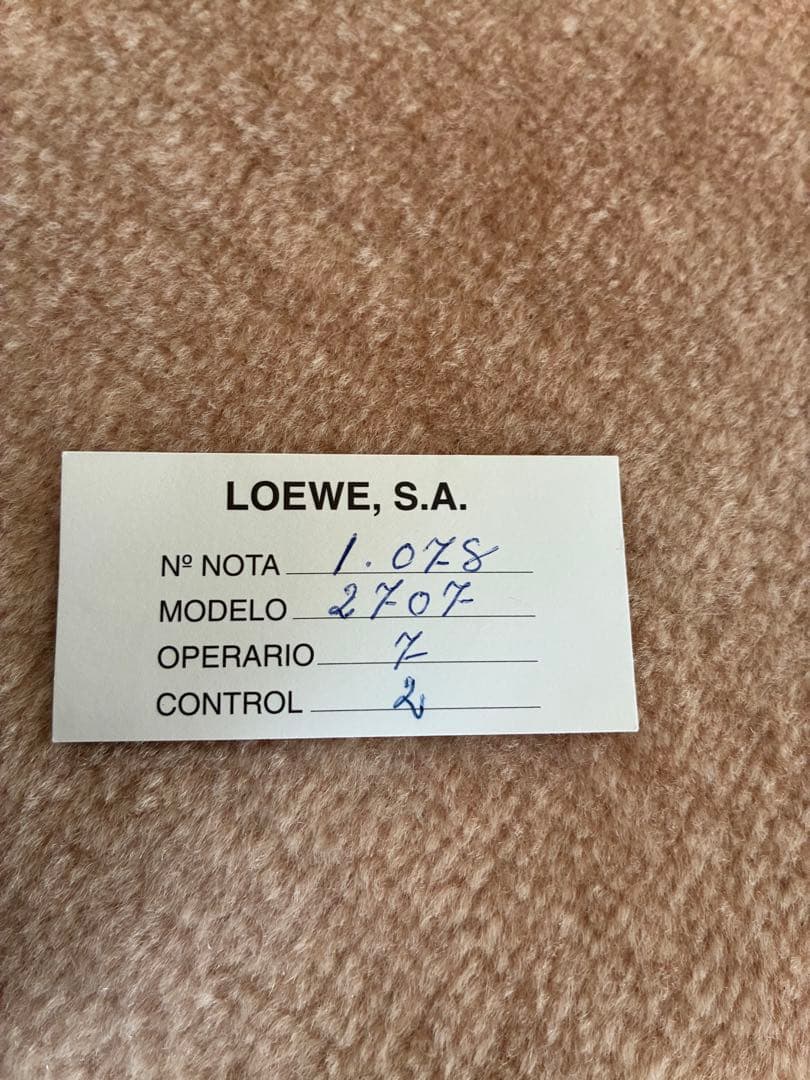 LOEWE, S.A.
Nº NOTA 1.078
MODELO 2707
OPERARIO 7
CONTROL 2